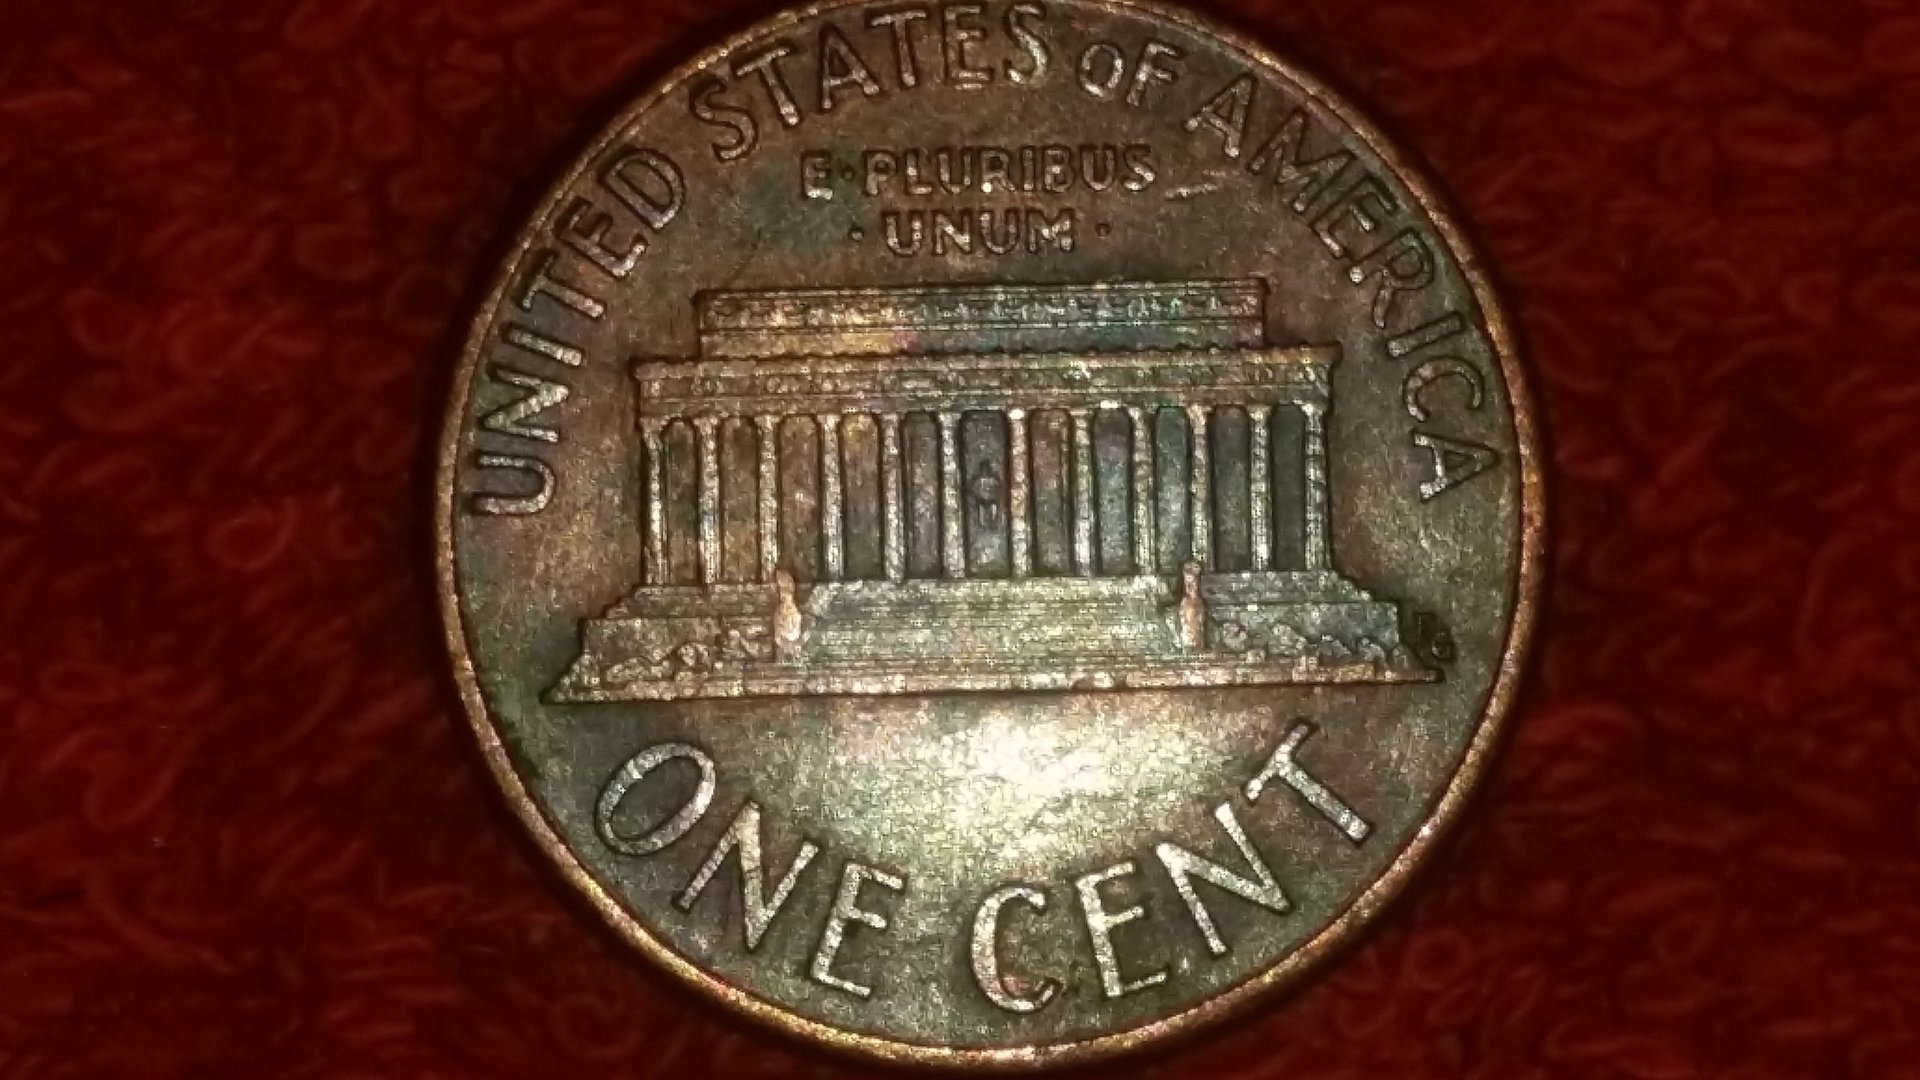 UNITED STATES OF AMERICA
E·PLURIBUS
·UNUM·
ONE CENT